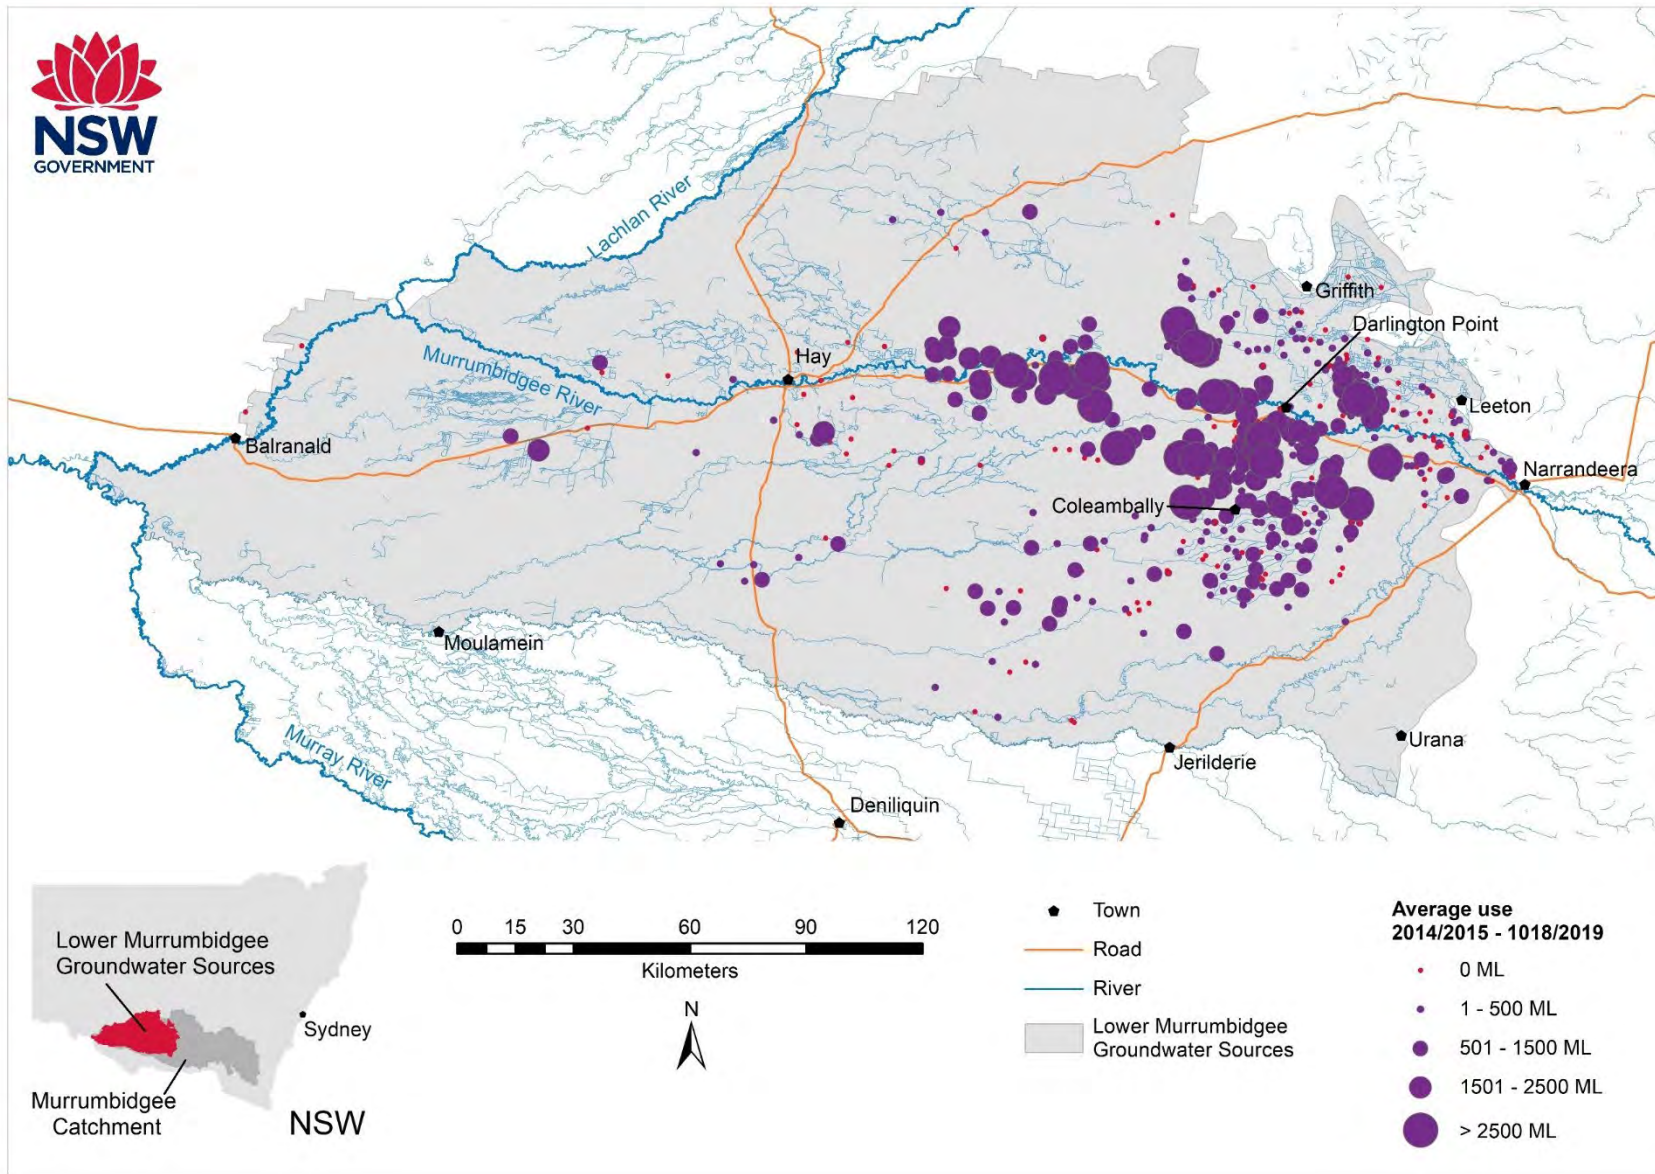 NSW
GOVERNMENT
Lachlan River
Griffith
Darlington Point
Hay
Murrumbidgee River
Leeton
Balranald
Narrandeera
Coleambally
Moulamein
Murray River
Urana
Jerilderie
Deniliquin
Lower Murrumbidgee
Groundwater Sources
Sydney
Murrumbidgee
Catchment
NSW
0 15 30 60 90 120
Kilometers
N
Town
Road
River
Lower Murrumbidgee
Groundwater Sources
Average use
2014/2015 - 1018/2019
0 ML
1 - 500 ML
501 - 1500 ML
1501 - 2500 ML
> 2500 ML